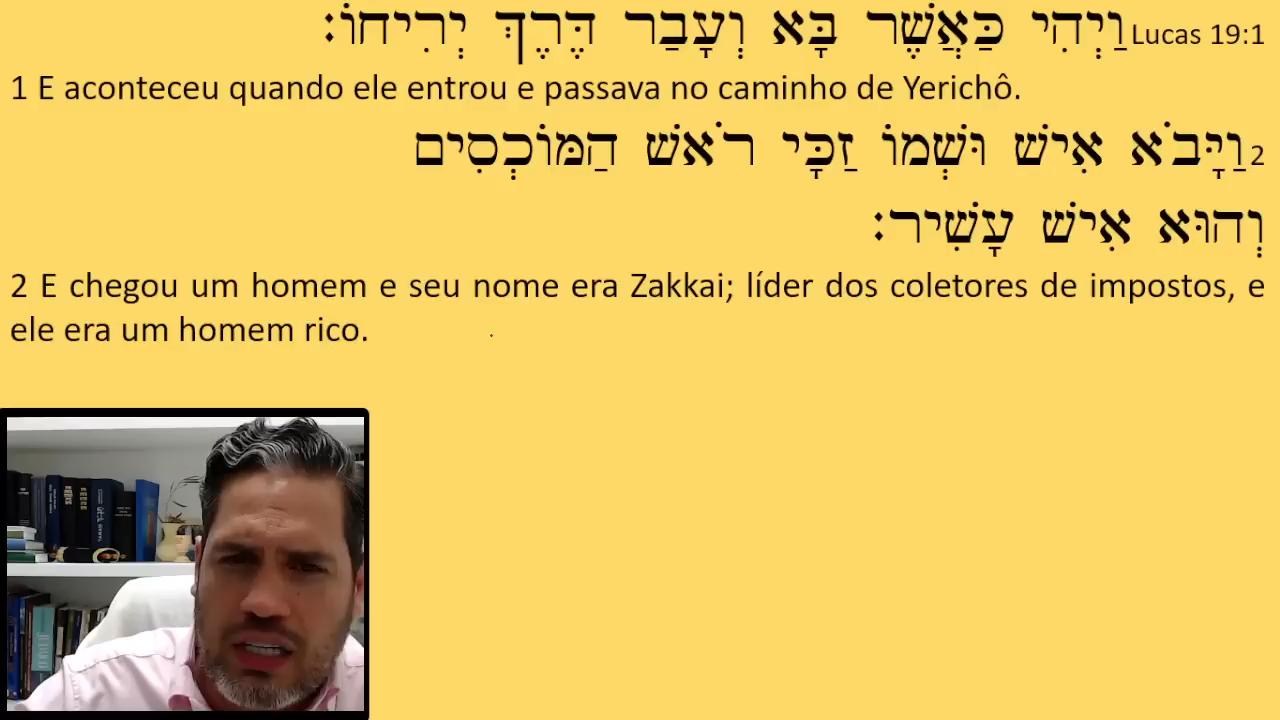 Lucas 19:1 וַיְהִי כַּאֲשֶׁר בָּא וְעָבַר דֶּרֶךְ יְרִיחוֹ׃
1 E aconteceu quando ele entrou e passava no caminho de Yerichô.
2 וַיָּבֹא אִישׁ וּשְׁמוֹ זַכָּי רֹאשׁ הַמּוֹכְסִים
וְהוּא אִישׁ עָשִׁיר׃
2 E chegou um homem e seu nome era Zakkai; líder dos coletores de impostos, e
ele era um homem rico.